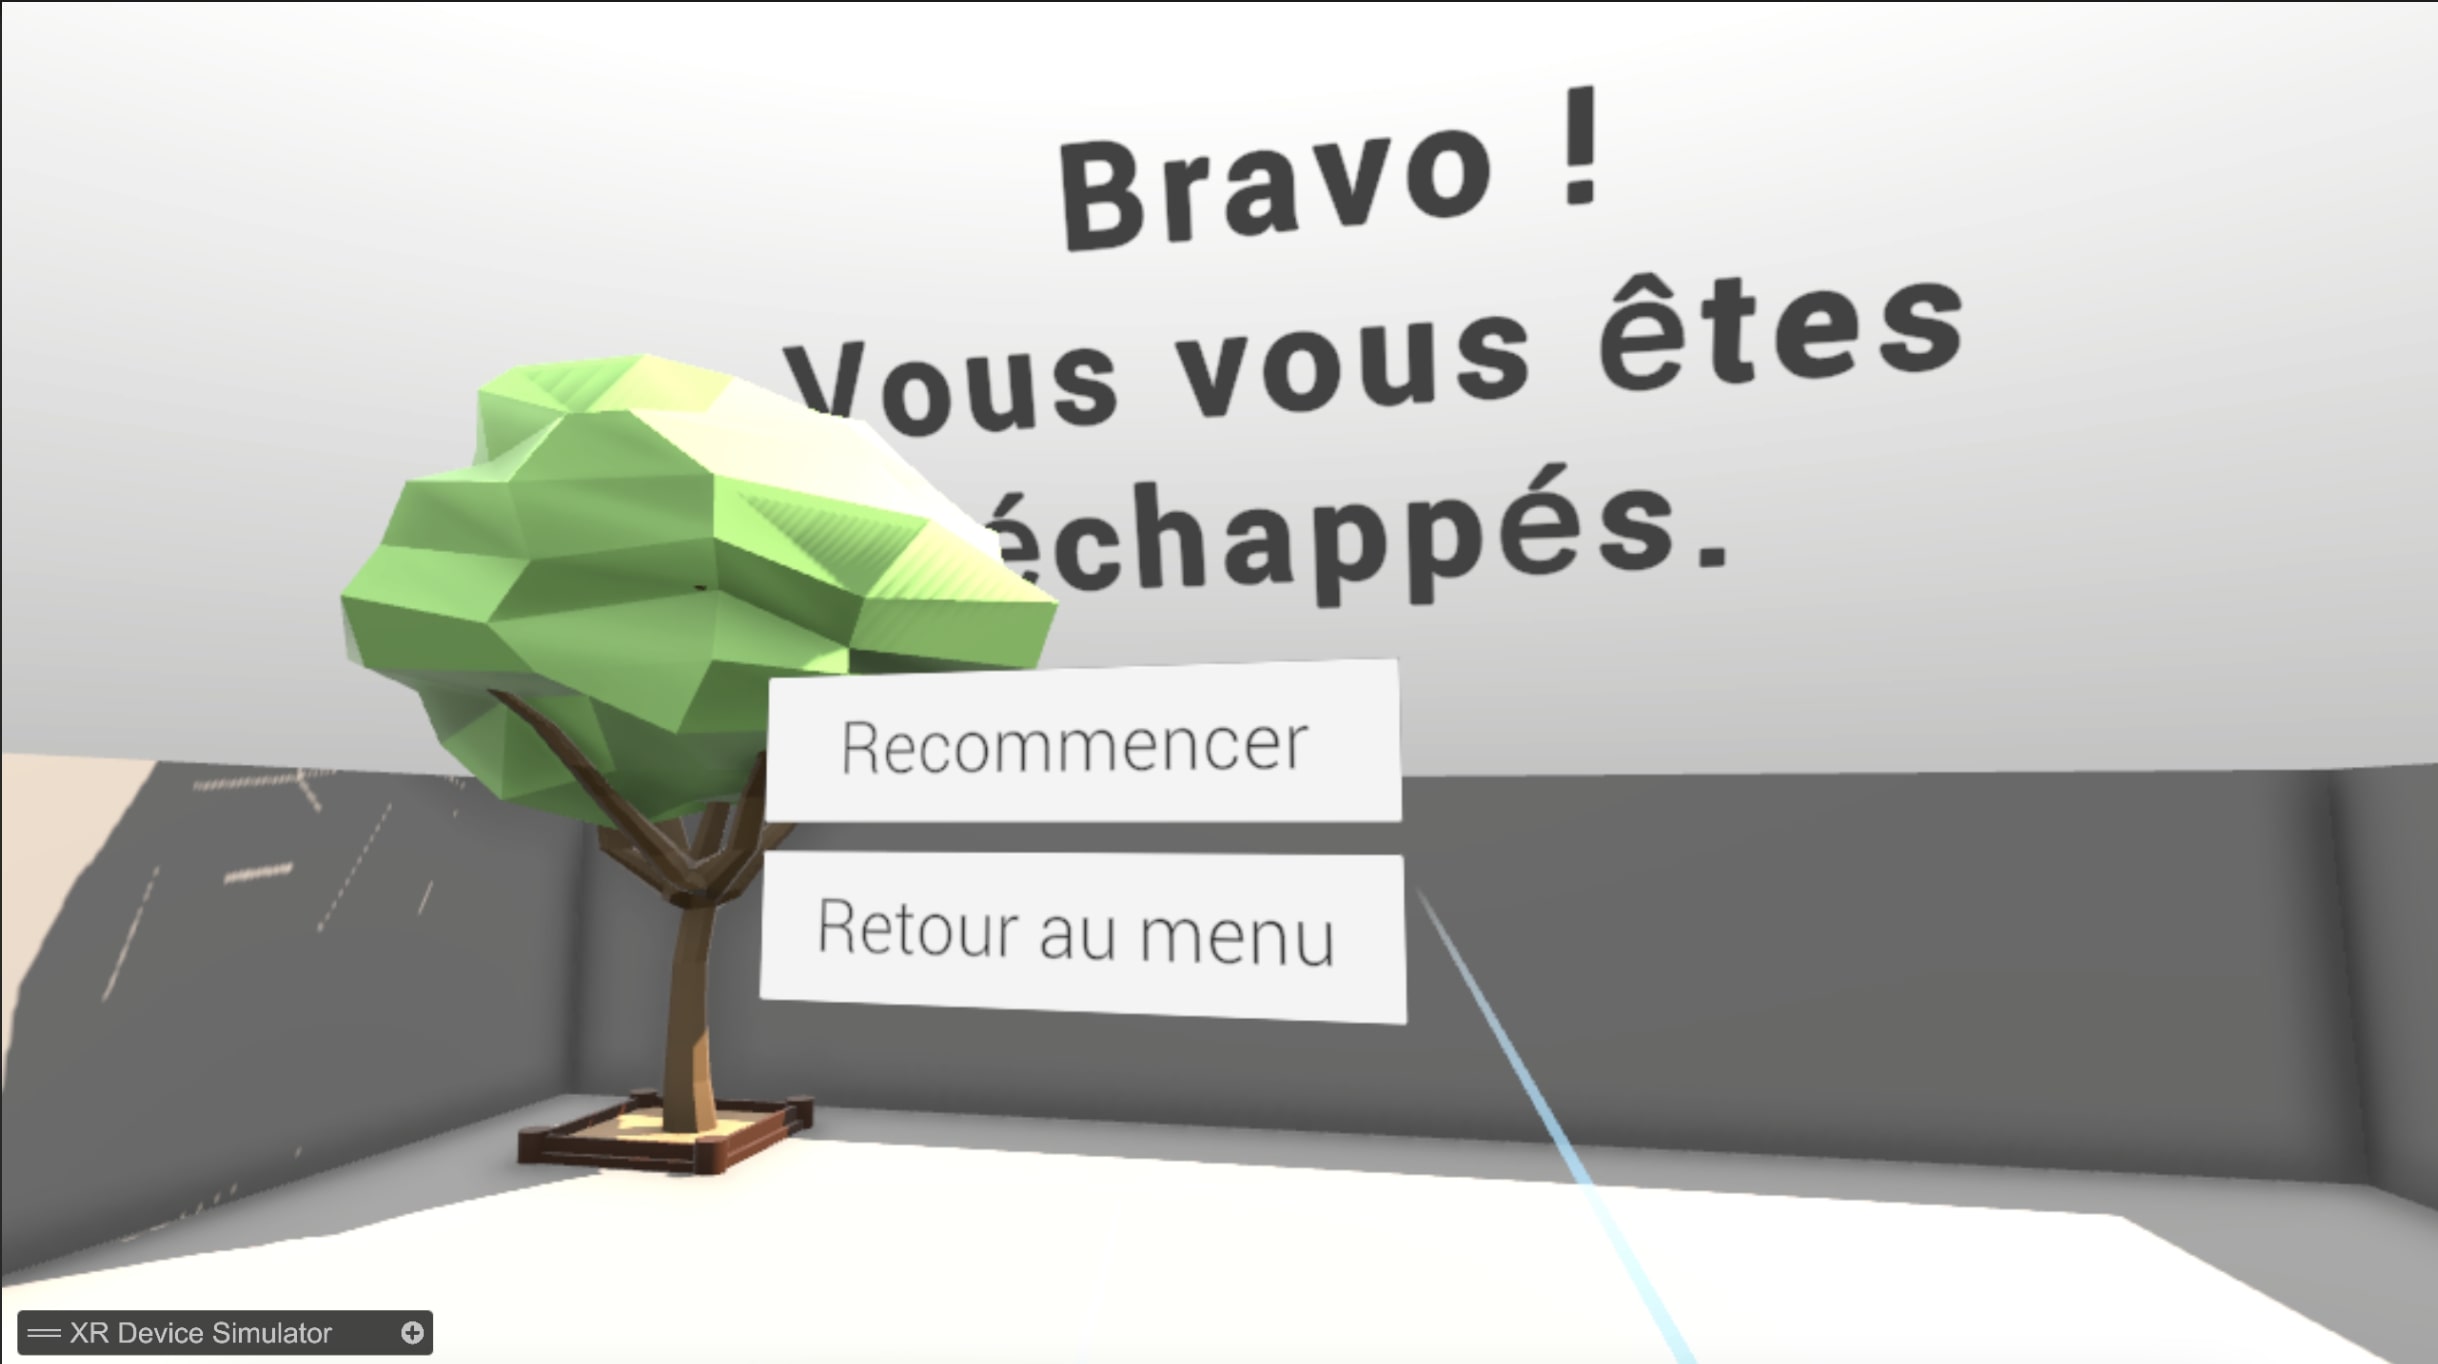 Bravo !
Vous vous êtes
échappés.
Recommencer
Retour au menu
XR Device Simulator